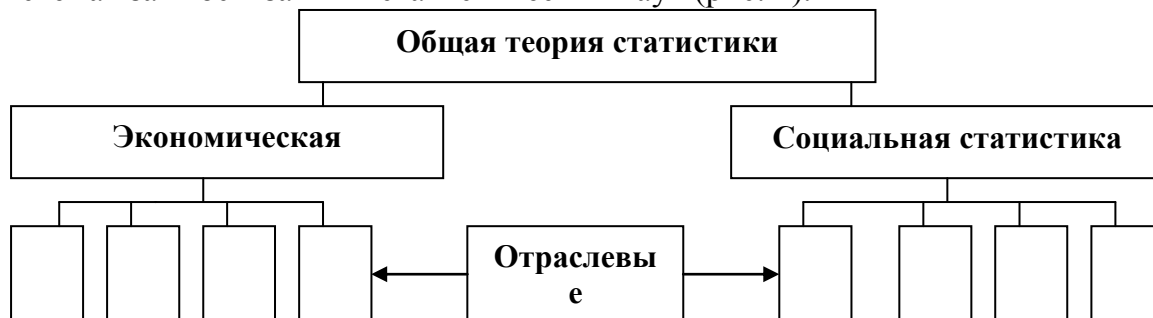 Общая теория статистики
Экономическая
Социальная статистика
Отраслевы
е